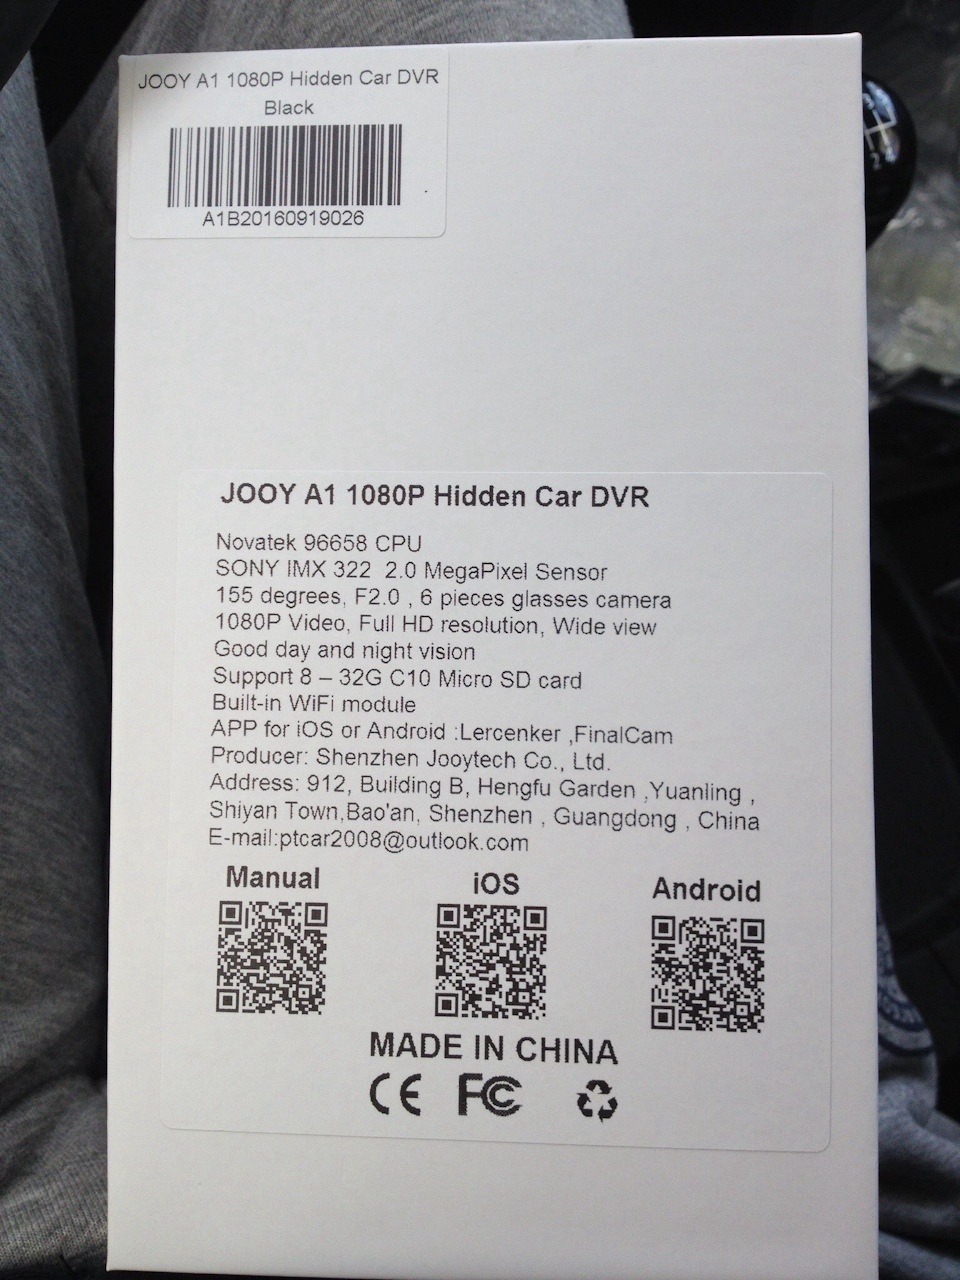 JOOY A1 1080P Hidden Car DVR
Black
A1B20160919026
JOOY A1 1080P Hidden Car DVR
Novatek 96658 CPU
SONY IMX 322 2.0 MegaPixel Sensor
155 degrees, F2.0 , 6 pieces glasses camera
1080P Video, Full HD resolution, Wide view
Good day and night vision
Support 8 – 32G C10 Micro SD card
Built-in WiFi module
APP for iOS or Android :Lercenker ,FinalCam
Producer: Shenzhen Jooytech Co., Ltd.
Address: 912, Building B, Hengfu Garden ,Yuanling ,
Shiyan Town,Bao'an, Shenzhen , Guangdong , China
E-mail:ptcar2008@outlook.com
Manual iOS Android
MADE IN CHINA
CE FC